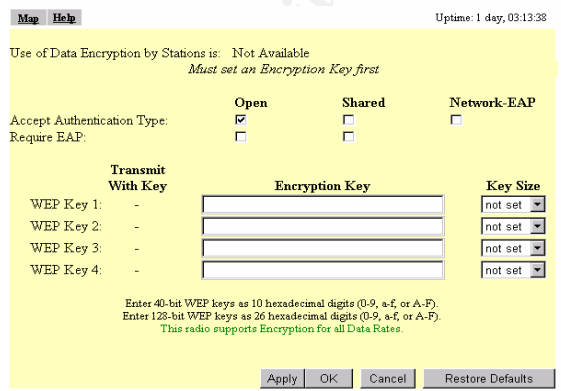 Map Help Uptime: 1 day, 03:13:38
Use of Data Encryption by Stations is: Not Available
Must set an Encryption Key first
Open Shared Network-EAP
Accept Authentication Type:
Require EAP:
Transmit
With Key Encryption Key Key Size
WEP Key 1: - not set
WEP Key 2: - not set
WEP Key 3: - not set
WEP Key 4: - not set
Enter 40-bit WEP keys as 10 hexadecimal digits (0-9, a-f, or A-F).
Enter 128-bit WEP keys as 26 hexadecimal digits (0-9, a-f, or A-F).
This radio supports Encryption for all Data Rates.
Apply OK Cancel Restore Defaults